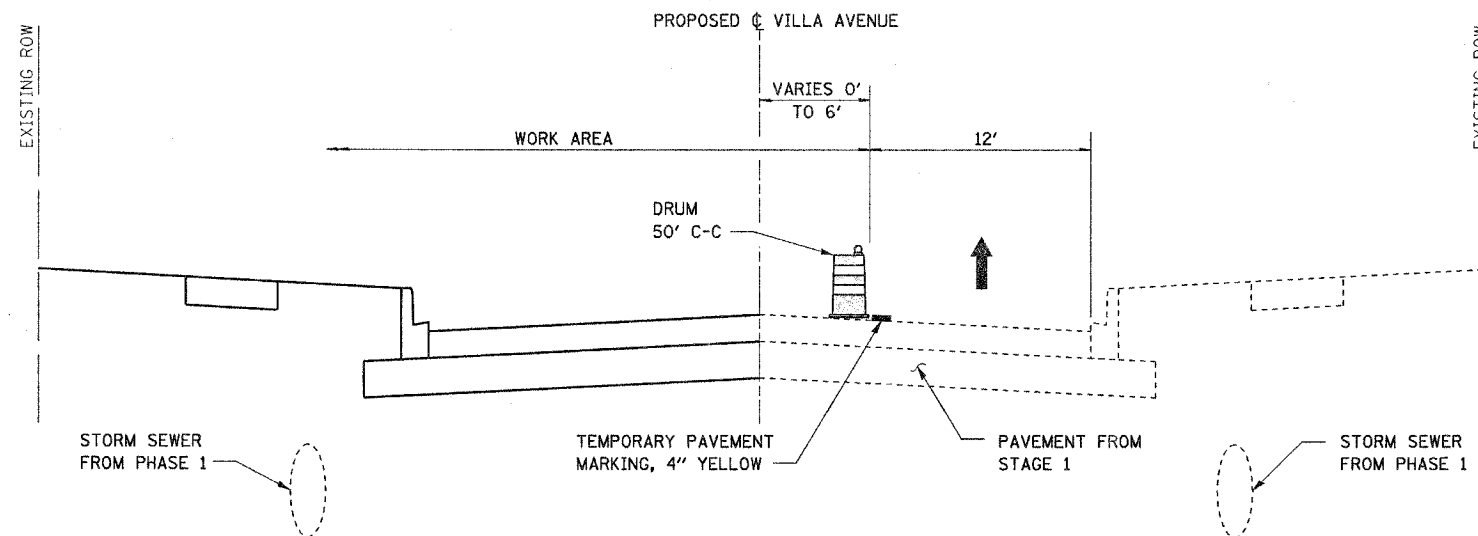 PROPOSED ℄ VILLA AVENUE
EXISTING ROW
EXISTING ROW
VARIES 0'
TO 6'
WORK AREA
12'
DRUM
50' C-C
STORM SEWER
FROM PHASE 1
TEMPORARY PAVEMENT
MARKING, 4" YELLOW
PAVEMENT FROM
STAGE 1
STORM SEWER
FROM PHASE 1